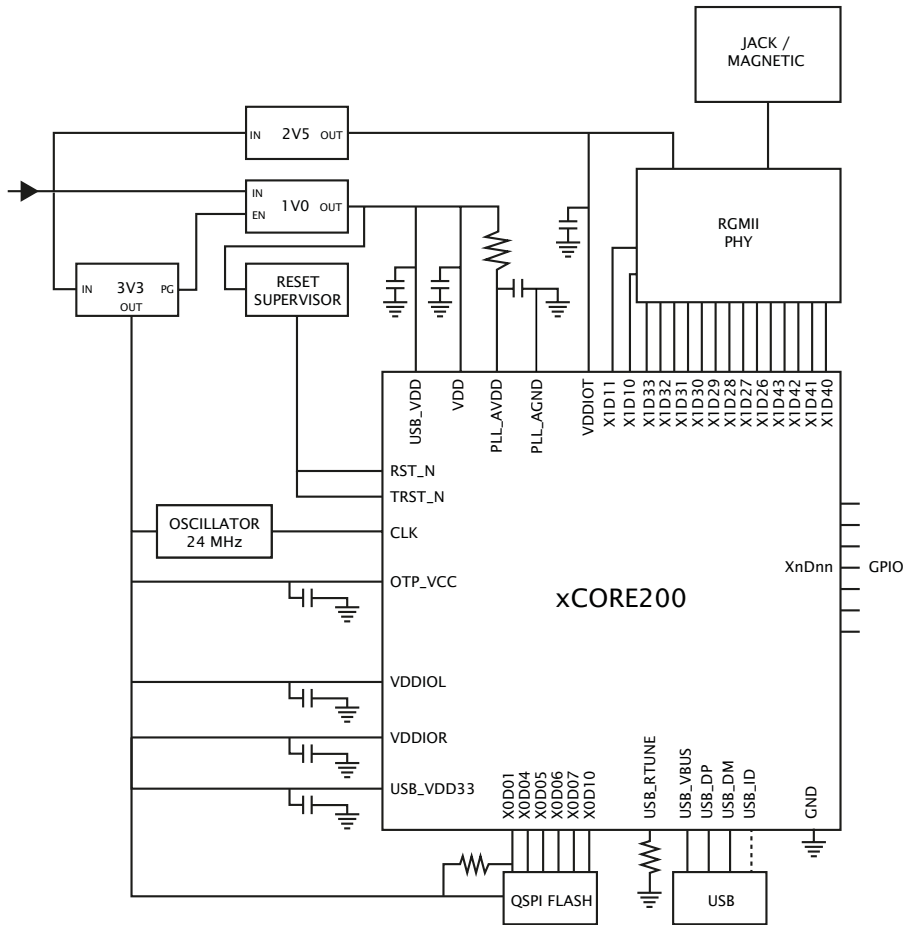 JACK /
MAGNETIC
IN 2V5 OUT
IN
1V0 OUT
EN
RGMII
PHY
IN 3V3 PG
OUT
RESET
SUPERVISOR
USB_VDD
VDD
PLL_AVDD
PLL_AGND
VDDIOT
X1D11
X1D10
X1D33
X1D32
X1D31
X1D30
X1D29
X1D28
X1D27
X1D26
X1D43
X1D42
X1D41
X1D40
RST_N
TRST_N
OSCILLATOR
24 MHz
CLK
XnDnn GPIO
OTP_VCC
xCORE200
VDDIOL
VDDIOR
USB_VDD33
X0D01
X0D04
X0D05
X0D06
X0D07
X0D10
USB_RTUNE
USB_VBUS
USB_DP
USB_DM
USB_ID
GND
QSPI FLASH
USB